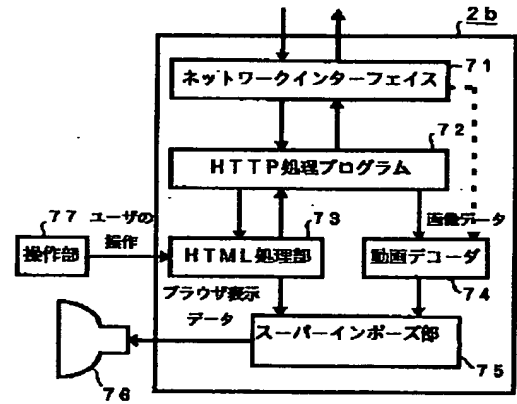 2b
71
ネットワークインターフェイス
72
HTTP処理プログラム
77
ユーザの
操作
操作部
73
HTML処理部
画像データ
動画デコーダ
74
ブラウザ表示
データ
スーパーインポーズ部
75
76